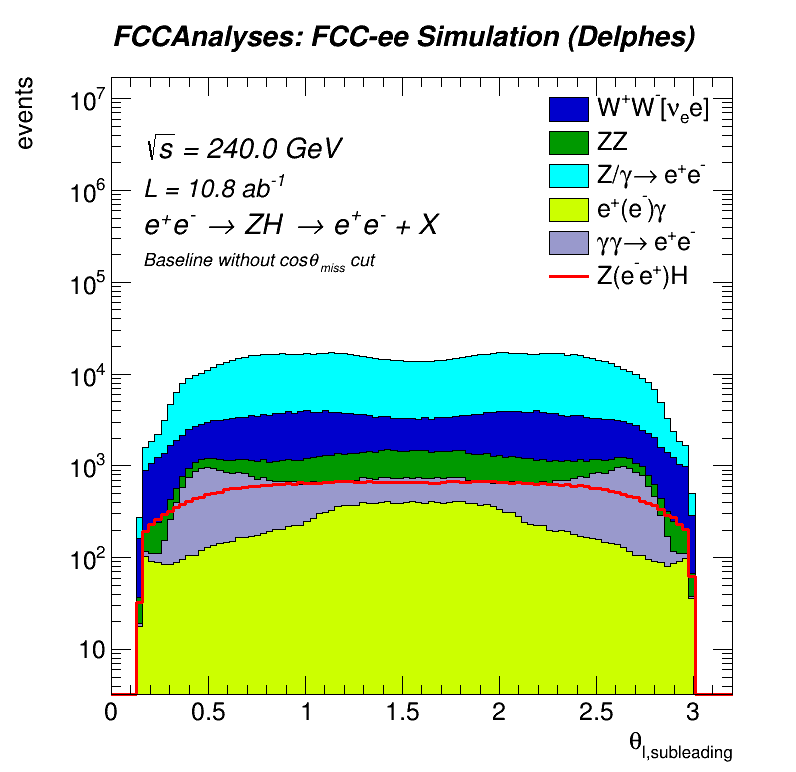 FCCAnalyses: FCC-ee Simulation (Delphes)
events
10⁷
10⁶
10⁵
10⁴
10³
10²
10
√s = 240.0 GeV
L = 10.8 ab⁻¹
e⁺e⁻ → ZH → e⁺e⁻ + X
Baseline without cosθ_miss cut
W⁺W⁻[νₑe]
ZZ
Z/γ→ e⁺e⁻
e⁺(e⁻)γ
γγ→ e⁺e⁻
Z(e⁻e⁺)H
0 0.5 1 1.5 2 2.5 3
θ_l,subleading